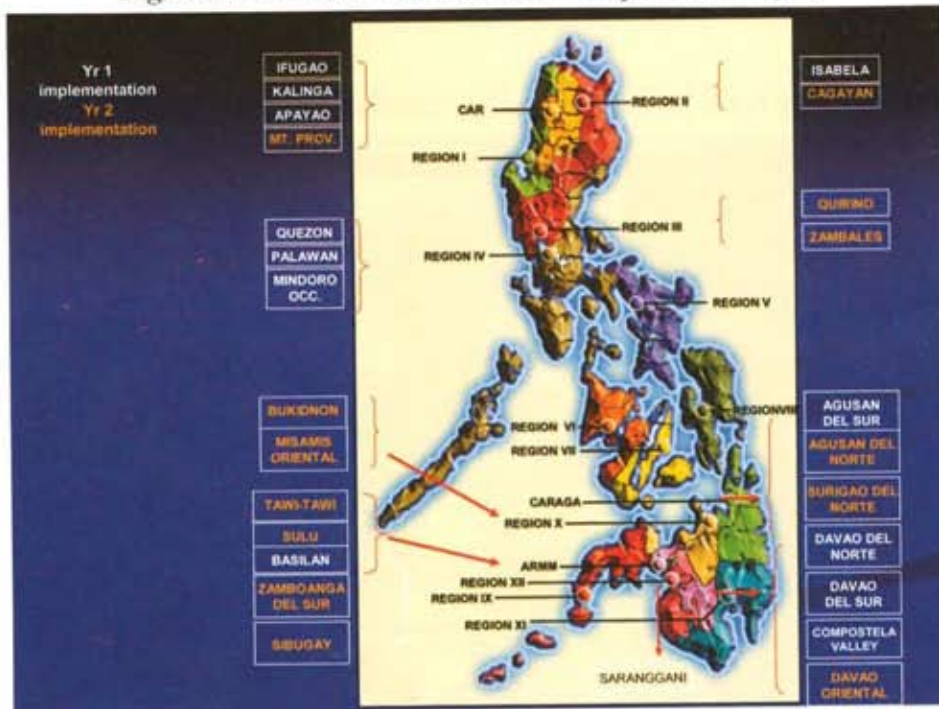 Yr 1
implementation
Yr 2
implementation
IFUGAO
KALINGA
APAYAO
MT. PROV.
QUEZON
PALAWAN
MINDORO
OCC.
BUKIDNON
MISAMIS
ORIENTAL
TAWI-TAWI
SULU
BASILAN
ZAMBOANGA
DEL SUR
SIBUGAY
CAR
REGION II
REGION I
REGION III
REGION IV
REGION V
REGIONVIII
REGION VI
REGION VII
CARAGA
REGION X
ARMM
REGION XII
REGION IX
REGION XI
SARANGGANI
ISABELA
CAGAYAN
QUIRINO
ZAMBALES
AGUSAN
DEL SUR
AGUSAN DEL
NORTE
SURIGAO DEL
NORTE
DAVAO DEL
NORTE
DAVAO
DEL SUR
COMPOSTELA
VALLEY
DAVAO
ORIENTAL